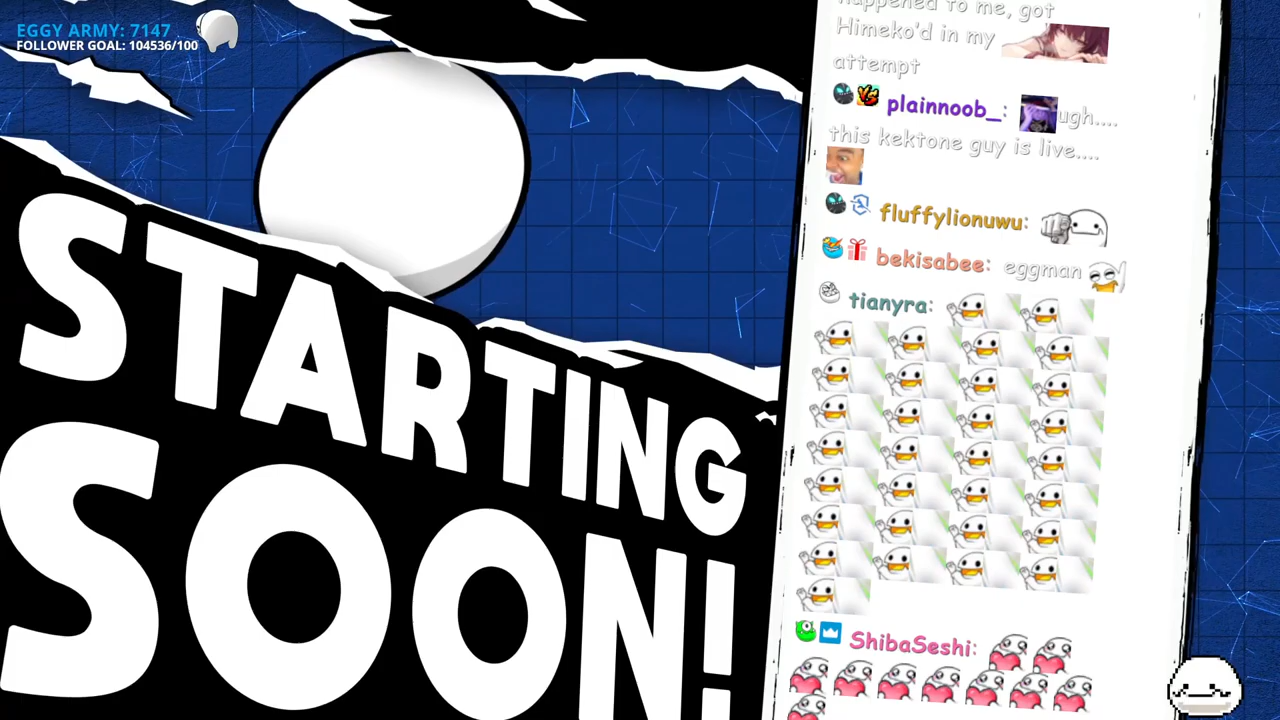 EGGY ARMY: 7147
FOLLOWER GOAL: 104536/100
STARTING
SOON!
happened to me, got
Himeko'd in my
attempt
plainnoob_: ugh....
this kektone guy is live....
fluffylionuwu:
bekisabee: eggman
tianyra:
ShibaSeshi: